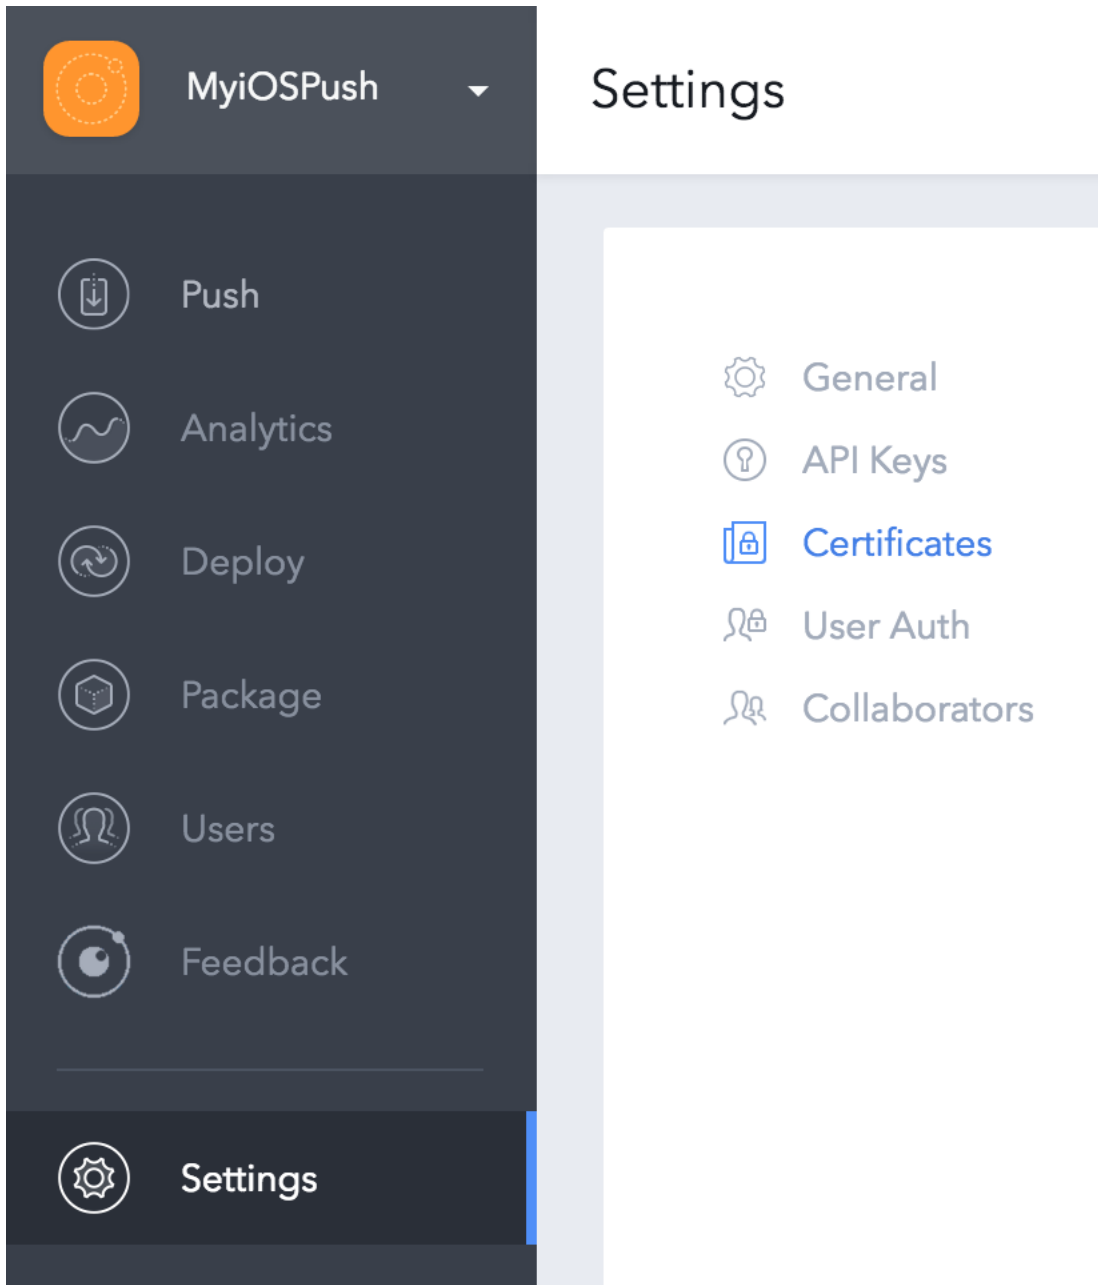 MyiOSPush
Settings
Push
Analytics
Deploy
Package
Users
Feedback
Settings
General
API Keys
Certificates
User Auth
Collaborators